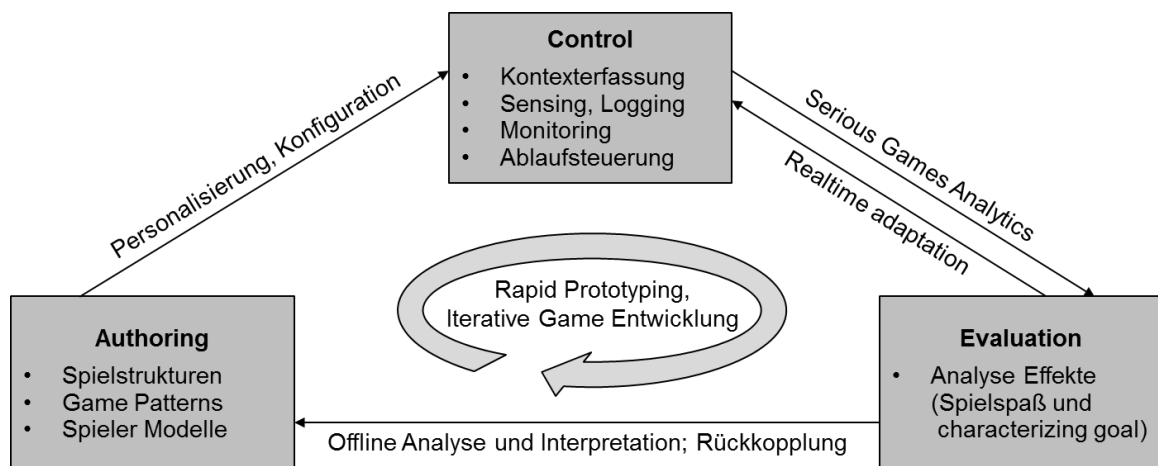 Control
• Kontexterfassung
• Sensing, Logging
• Monitoring
• Ablaufsteuerung
Personalisierung, Konfiguration
Serious Games Analytics
Realtime adaptation
Rapid Prototyping,
Iterative Game Entwicklung
Authoring
• Spielstrukturen
• Game Patterns
• Spieler Modelle
Evaluation
• Analyse Effekte
(Spielspaß und
characterizing goal)
Offline Analyse und Interpretation; Rückkopplung